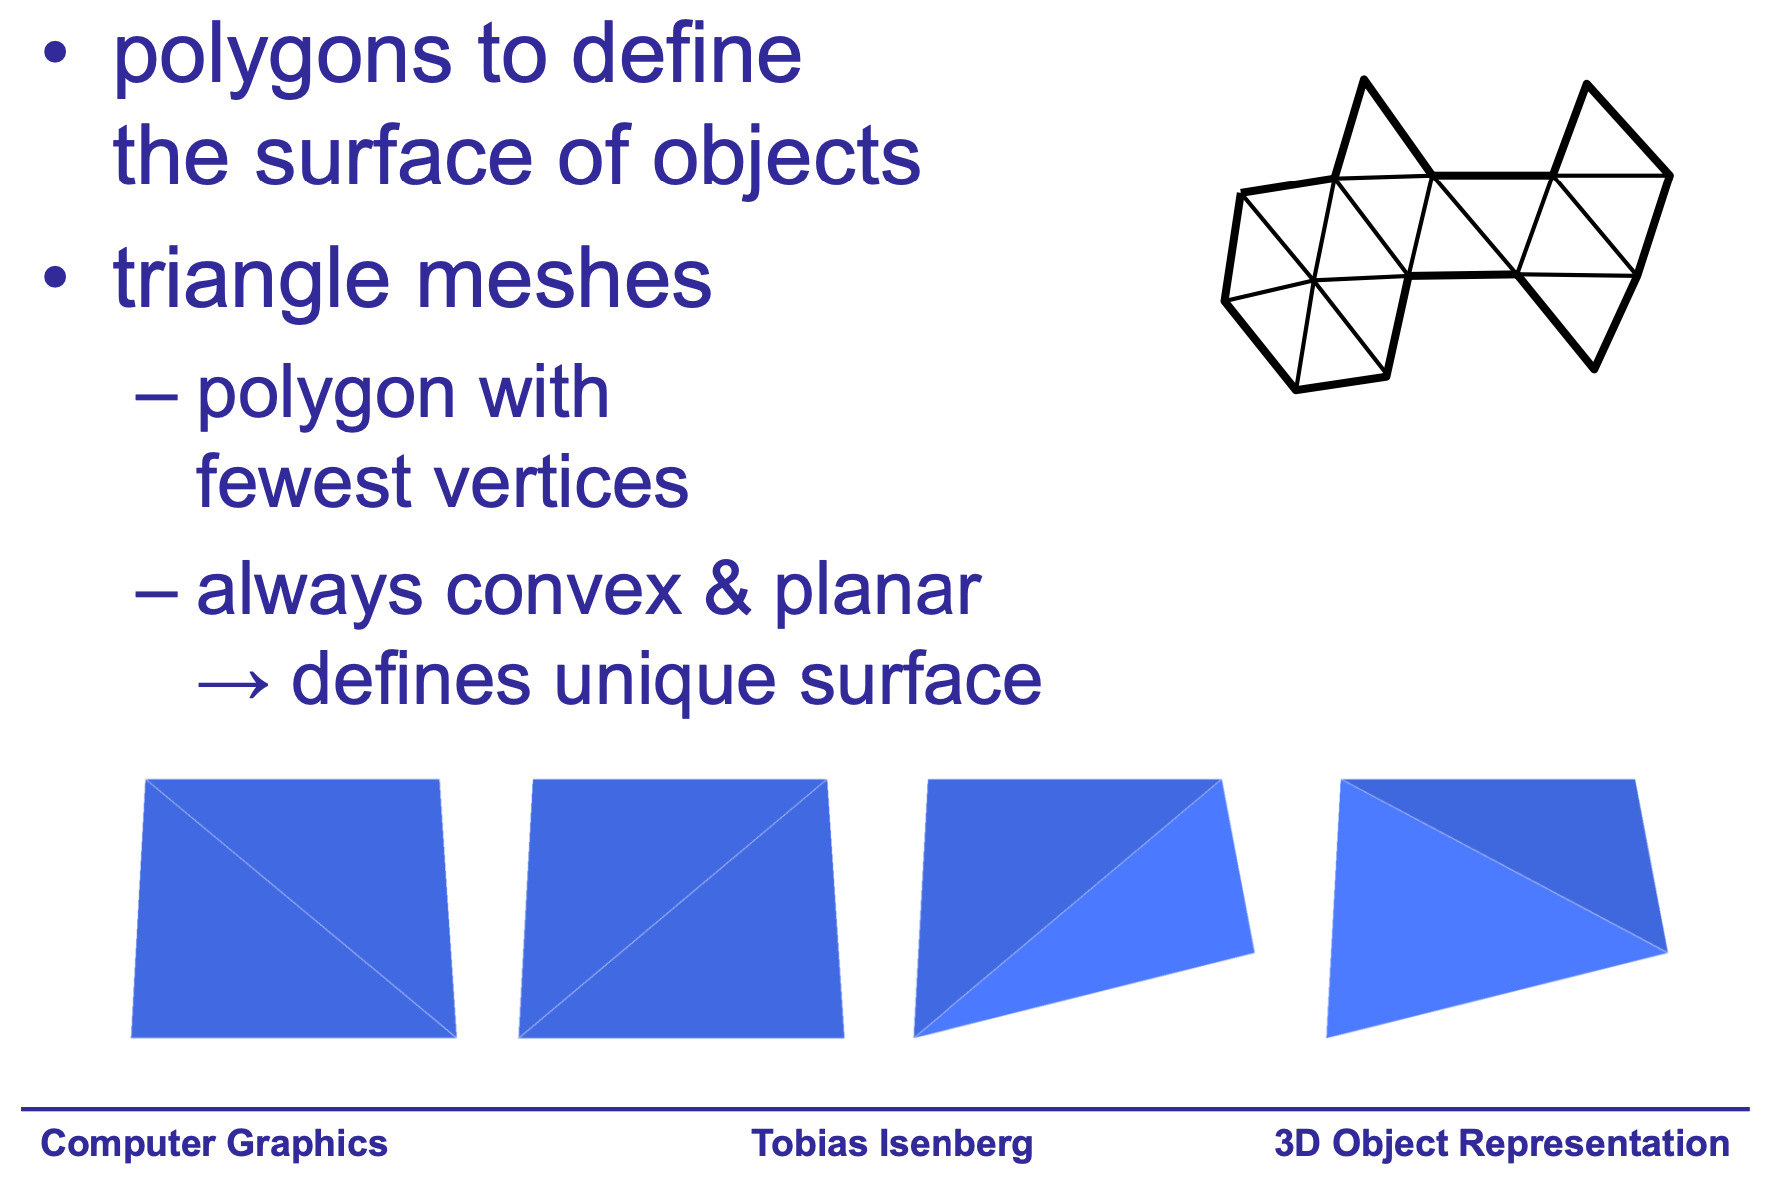 • polygons to define
the surface of objects
• triangle meshes
– polygon with
fewest vertices
– always convex & planar
→ defines unique surface
Computer Graphics
Tobias Isenberg
3D Object Representation